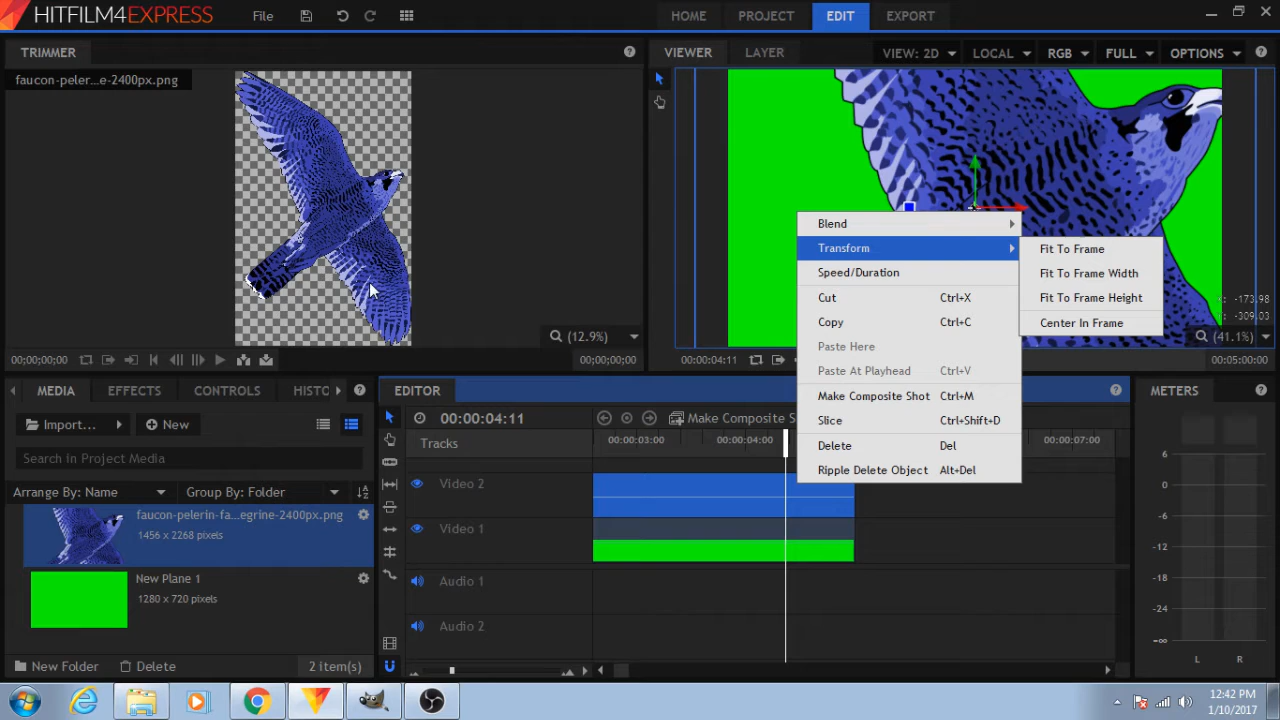 HITFILM4EXPRESS
File
HOME
PROJECT
EDIT
EXPORT
TRIMMER
faucon-peler...e-2400px.png
(12.9%)
00;00;00;00
00;00;00;00
VIEWER
LAYER
VIEW: 2D
LOCAL
RGB
FULL
OPTIONS
: -173.98
: -309.03
(41.1%)
00:00:04:11
00:05:00:00
Blend
Transform
Speed/Duration
Cut Ctrl+X
Copy Ctrl+C
Paste Here
Paste At Playhead Ctrl+V
Make Composite Shot Ctrl+M
Slice Ctrl+Shift+D
Delete Del
Ripple Delete Object Alt+Del
Fit To Frame
Fit To Frame Width
Fit To Frame Height
Center In Frame
MEDIA
EFFECTS
CONTROLS
HISTO
Import...
New
Search in Project Media
Arrange By: Name
Group By: Folder
faucon-pelerin-fa...egrine-2400px.png
1456 x 2268 pixels
New Plane 1
1280 x 720 pixels
New Folder
Delete
2 item(s)
EDITOR
00:00:04:11
Make Composite S
Tracks
00:00:03:00
00:00:04:00
00:00:07:00
Video 2
Video 1
Audio 1
Audio 2
METERS
6
0
-6
-12
-18
-24
-∞
L
R
12:42 PM
1/10/2017